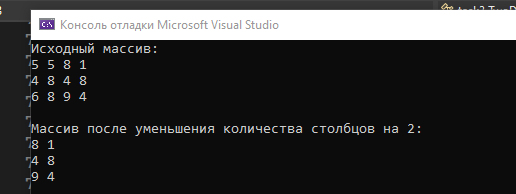 Консоль отладки Microsoft Visual Studio
Исходный массив:
5 5 8 1
4 8 4 8
6 8 9 4
Массив после уменьшения количества столбцов на 2:
8 1
4 8
9 4